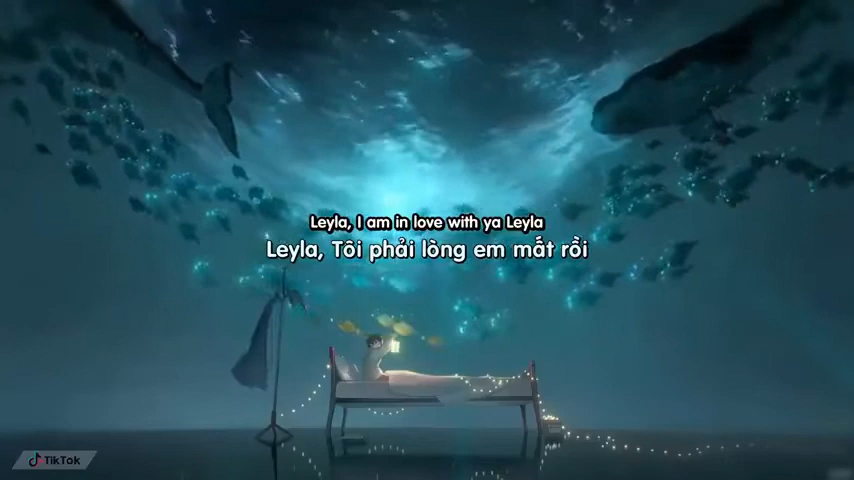 Leyla, I am in love with ya Leyla
Leyla, Tôi phải lòng em mất rồi
TikTok